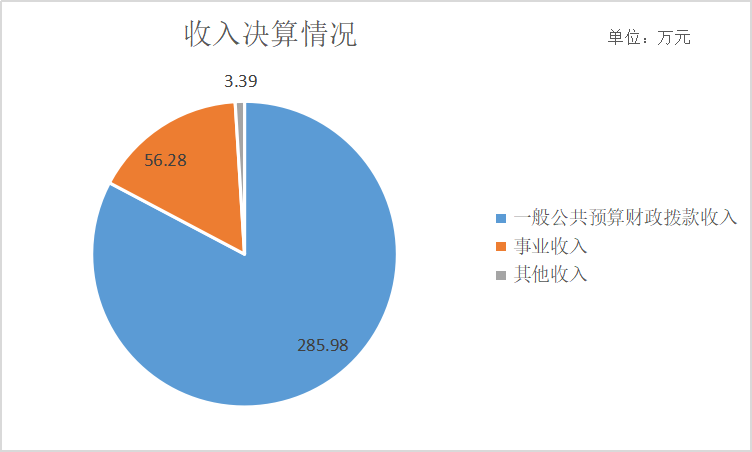 收入决算情况
单位：万元
3.39
56.28
285.98
一般公共预算财政拨款收入
事业收入
其他收入